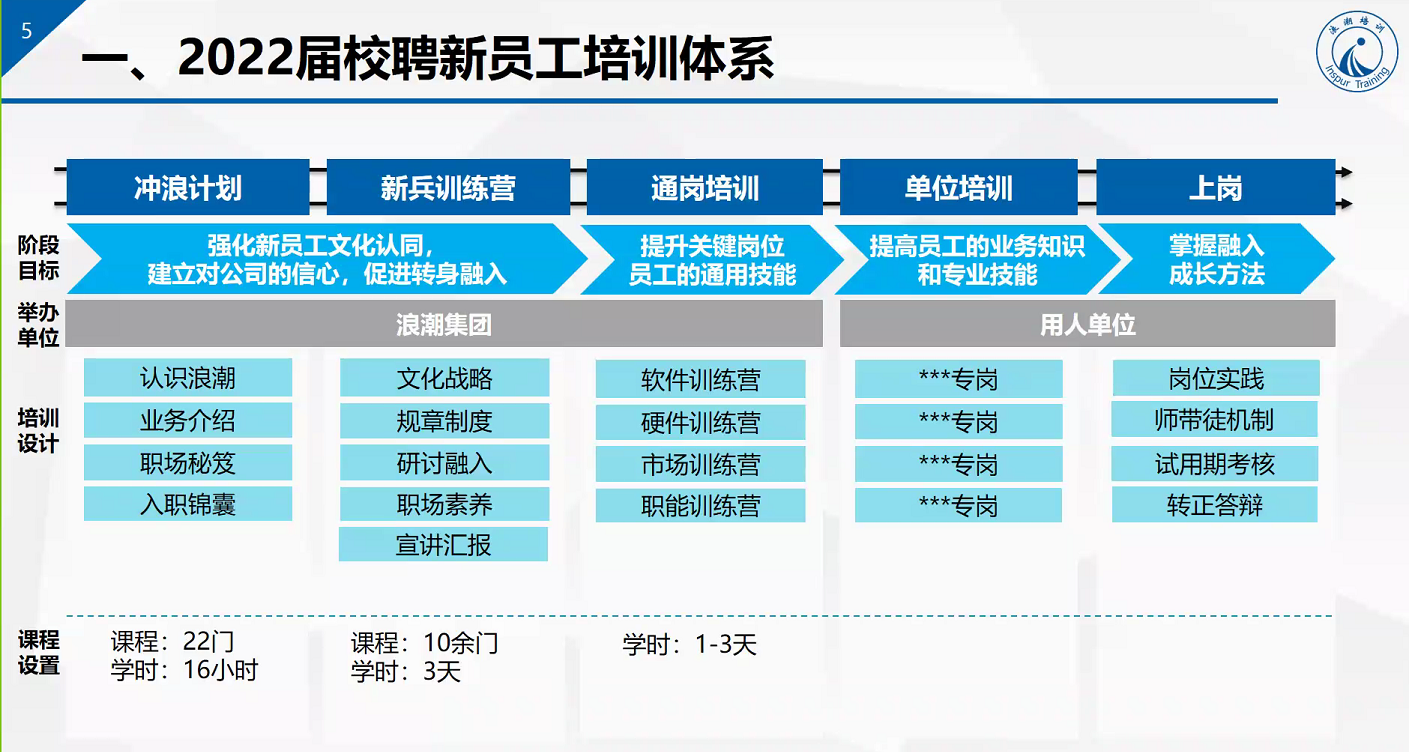 5
一、2022届校聘新员工培训体系
浪潮培训
Inspur Training
冲浪计划
新兵训练营
通岗培训
单位培训
上岗
阶段
目标
强化新员工文化认同，
建立对公司的信心，促进转身融入
提升关键岗位
员工的通用技能
提高员工的业务知识
和专业技能
掌握融入
成长方法
举办
单位
浪潮集团
用人单位
培训
设计
认识浪潮
业务介绍
职场秘笈
入职锦囊
文化战略
规章制度
研讨融入
职场素养
宣讲汇报
软件训练营
硬件训练营
市场训练营
职能训练营
***专岗
***专岗
***专岗
***专岗
岗位实践
师带徒机制
试用期考核
转正答辩
课程
设置
课程：22门
学时：16小时
课程：10余门
学时：3天
学时：1-3天